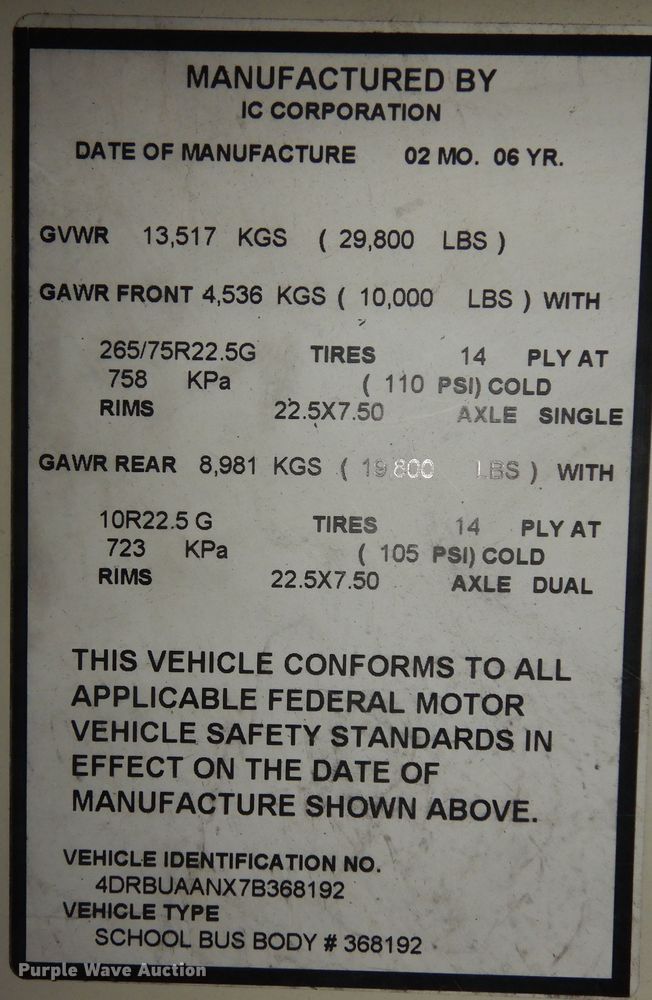 MANUFACTURED BY
IC CORPORATION
DATE OF MANUFACTURE 02 MO. 06 YR.
GVWR 13,517 KGS ( 29,800 LBS )
GAWR FRONT 4,536 KGS ( 10,000 LBS ) WITH
265/75R22.5G TIRES 14 PLY AT
758 KPa ( 110 PSI) COLD
RIMS 22.5X7.50 AXLE SINGLE
GAWR REAR 8,981 KGS ( 19800 LBS ) WITH
10R22.5 G TIRES 14 PLY AT
723 KPa ( 105 PSI) COLD
RIMS 22.5X7.50 AXLE DUAL
THIS VEHICLE CONFORMS TO ALL
APPLICABLE FEDERAL MOTOR
VEHICLE SAFETY STANDARDS IN
EFFECT ON THE DATE OF
MANUFACTURE SHOWN ABOVE.
VEHICLE IDENTIFICATION NO.
4DRBUAANX7B368192
VEHICLE TYPE
SCHOOL BUS BODY # 368192
Purple Wave Auction